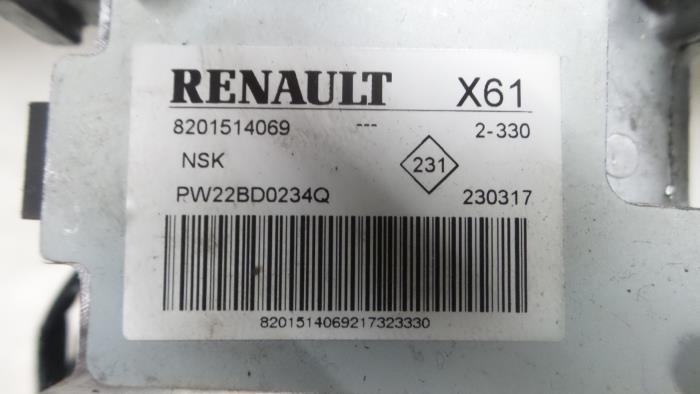 RENAULT X61
8201514069 --- 2-330
NSK 231
PW22BD0234Q 230317
8201514069217323330